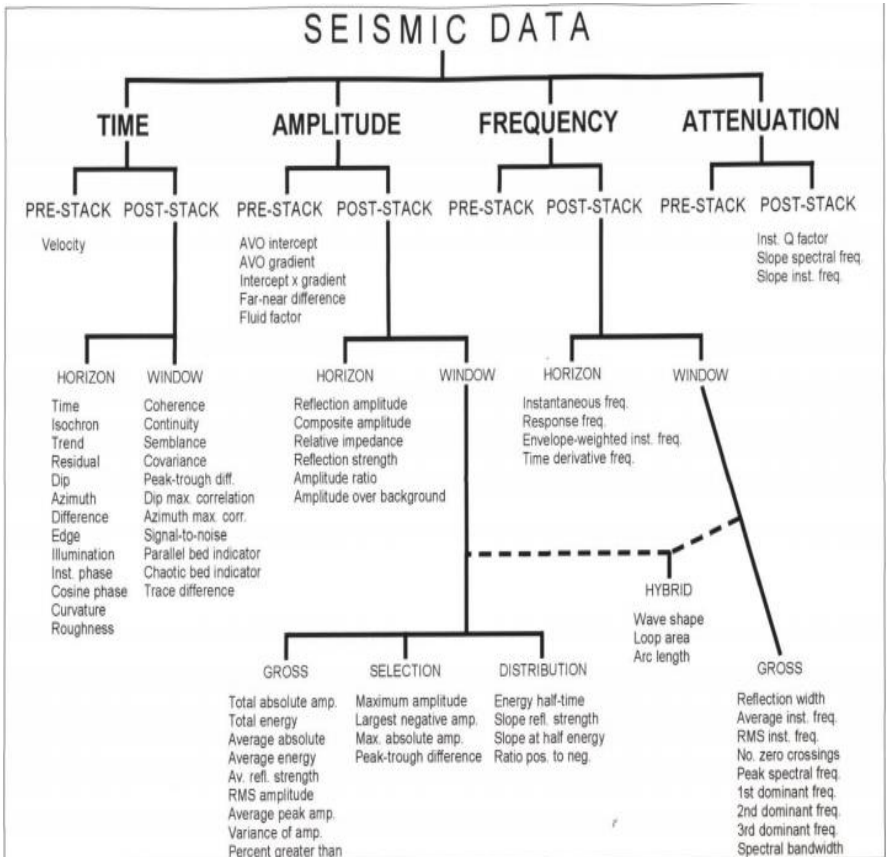 SEISMIC DATA
TIME
AMPLITUDE
FREQUENCY
ATTENUATION
PRE-STACK
POST-STACK
PRE-STACK
POST-STACK
PRE-STACK
POST-STACK
PRE-STACK
POST-STACK
Velocity
AVO intercept
AVO gradient
Intercept x gradient
Far-near difference
Fluid factor
Inst. Q factor
Slope spectral freq.
Slope inst. freq.
HORIZON
Time
Isochron
Trend
Residual
Dip
Azimuth
Difference
Edge
Illumination
Inst. phase
Cosine phase
Curvature
Roughness
WINDOW
Coherence
Continuity
Semblance
Covariance
Peak-trough diff.
Dip max. correlation
Azimuth max. corr.
Signal-to-noise
Parallel bed indicator
Chaotic bed indicator
Trace difference
HORIZON
Reflection amplitude
Composite amplitude
Relative impedance
Reflection strength
Amplitude ratio
Amplitude over background
WINDOW
HORIZON
Instantaneous freq.
Response freq.
Envelope-weighted inst. freq.
Time derivative freq.
WINDOW
HYBRID
Wave shape
Loop area
Arc length
GROSS
Total absolute amp.
Total energy
Average absolute
Average energy
Av. refl. strength
RMS amplitude
Average peak amp.
Variance of amp.
Percent greater than
SELECTION
Maximum amplitude
Largest negative amp.
Max. absolute amp.
Peak-trough difference
DISTRIBUTION
Energy half-time
Slope refl. strength
Slope at half energy
Ratio pos. to neg.
GROSS
Reflection width
Average inst. freq.
RMS inst. freq.
No. zero crossings
Peak spectral freq.
1st dominant freq.
2nd dominant freq.
3rd dominant freq.
Spectral bandwidth